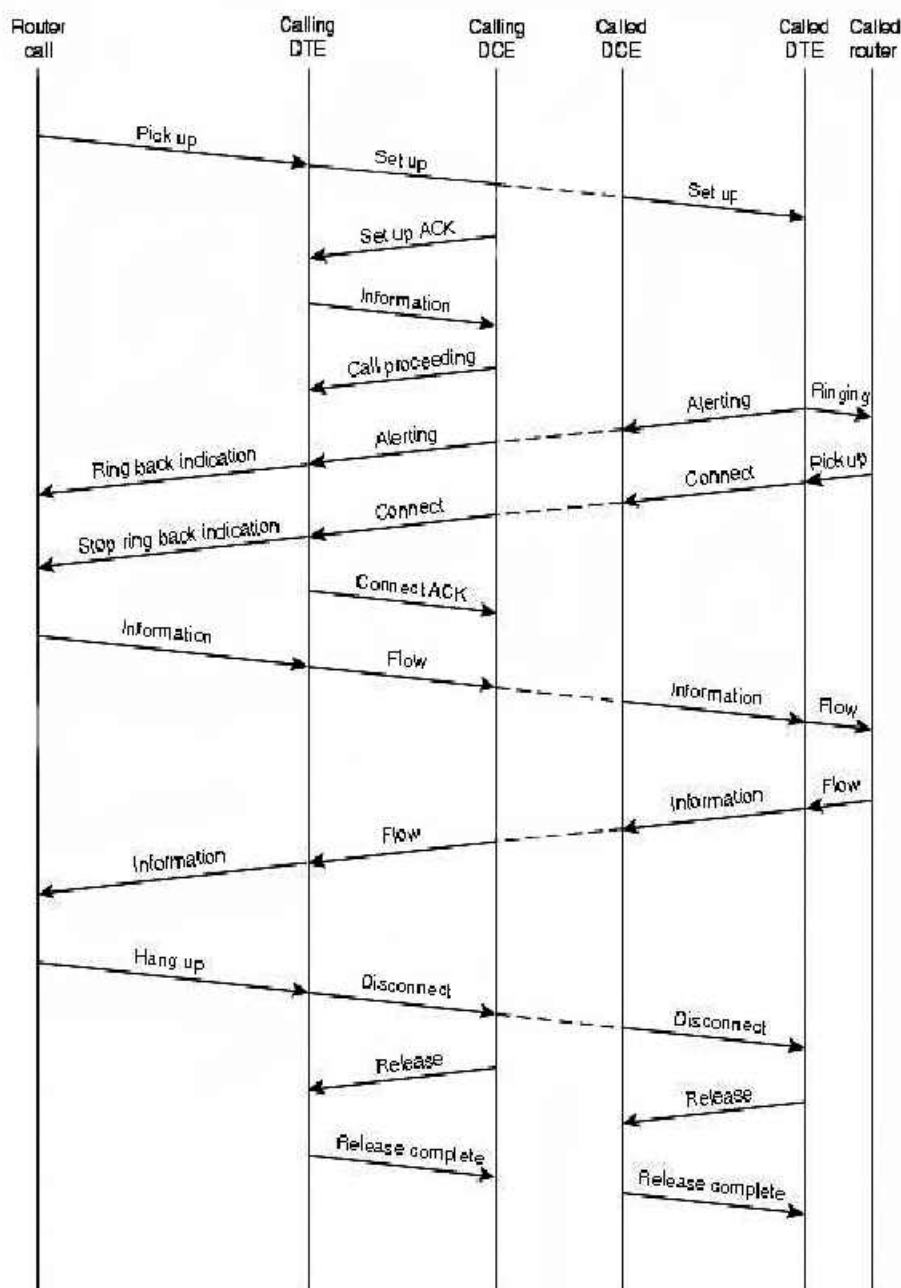 Router call
Calling DTE
Calling DCE
Called DCE
Called DTE
Called router
Pick up
Set up
Set up
Set up ACK
Information
Call proceeding
Ringing
Alerting
Alerting
Ring back indication
Pick up
Connect
Connect
Stop ring back indication
Connect ACK
Information
Flow
Information
Flow
Flow
Information
Flow
Information
Hang up
Disconnect
Disconnect
Release
Release
Release complete
Release complete